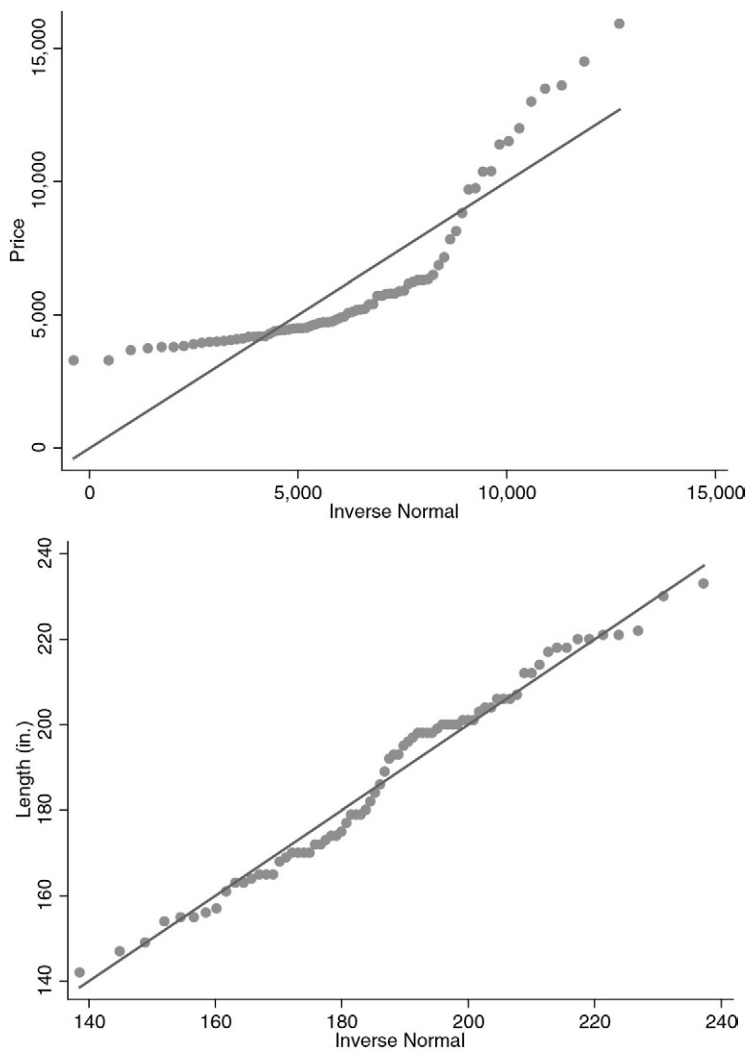 15,000
10,000
5,000
0
Price
0 5,000 10,000 15,000
Inverse Normal
240
220
200
180
160
140
Length (in.)
140 160 180 200 220 240
Inverse Normal